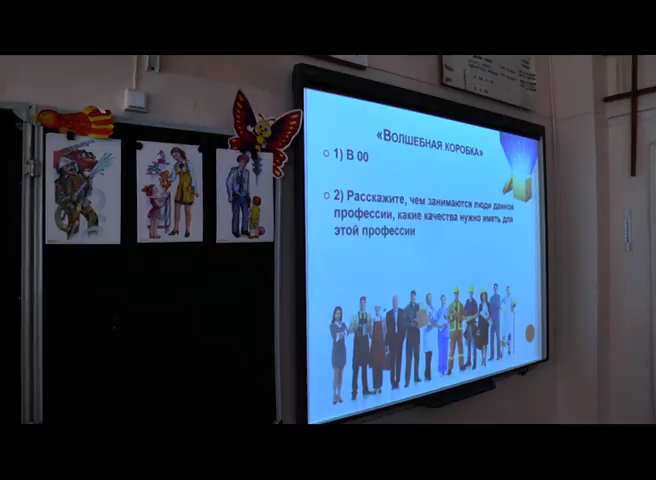 «ВОЛШЕБНАЯ КОРОБКА»
1) В 00
2) Расскажите, чем занимаются люди данной
профессии, какие качества нужно иметь для
этой профессии